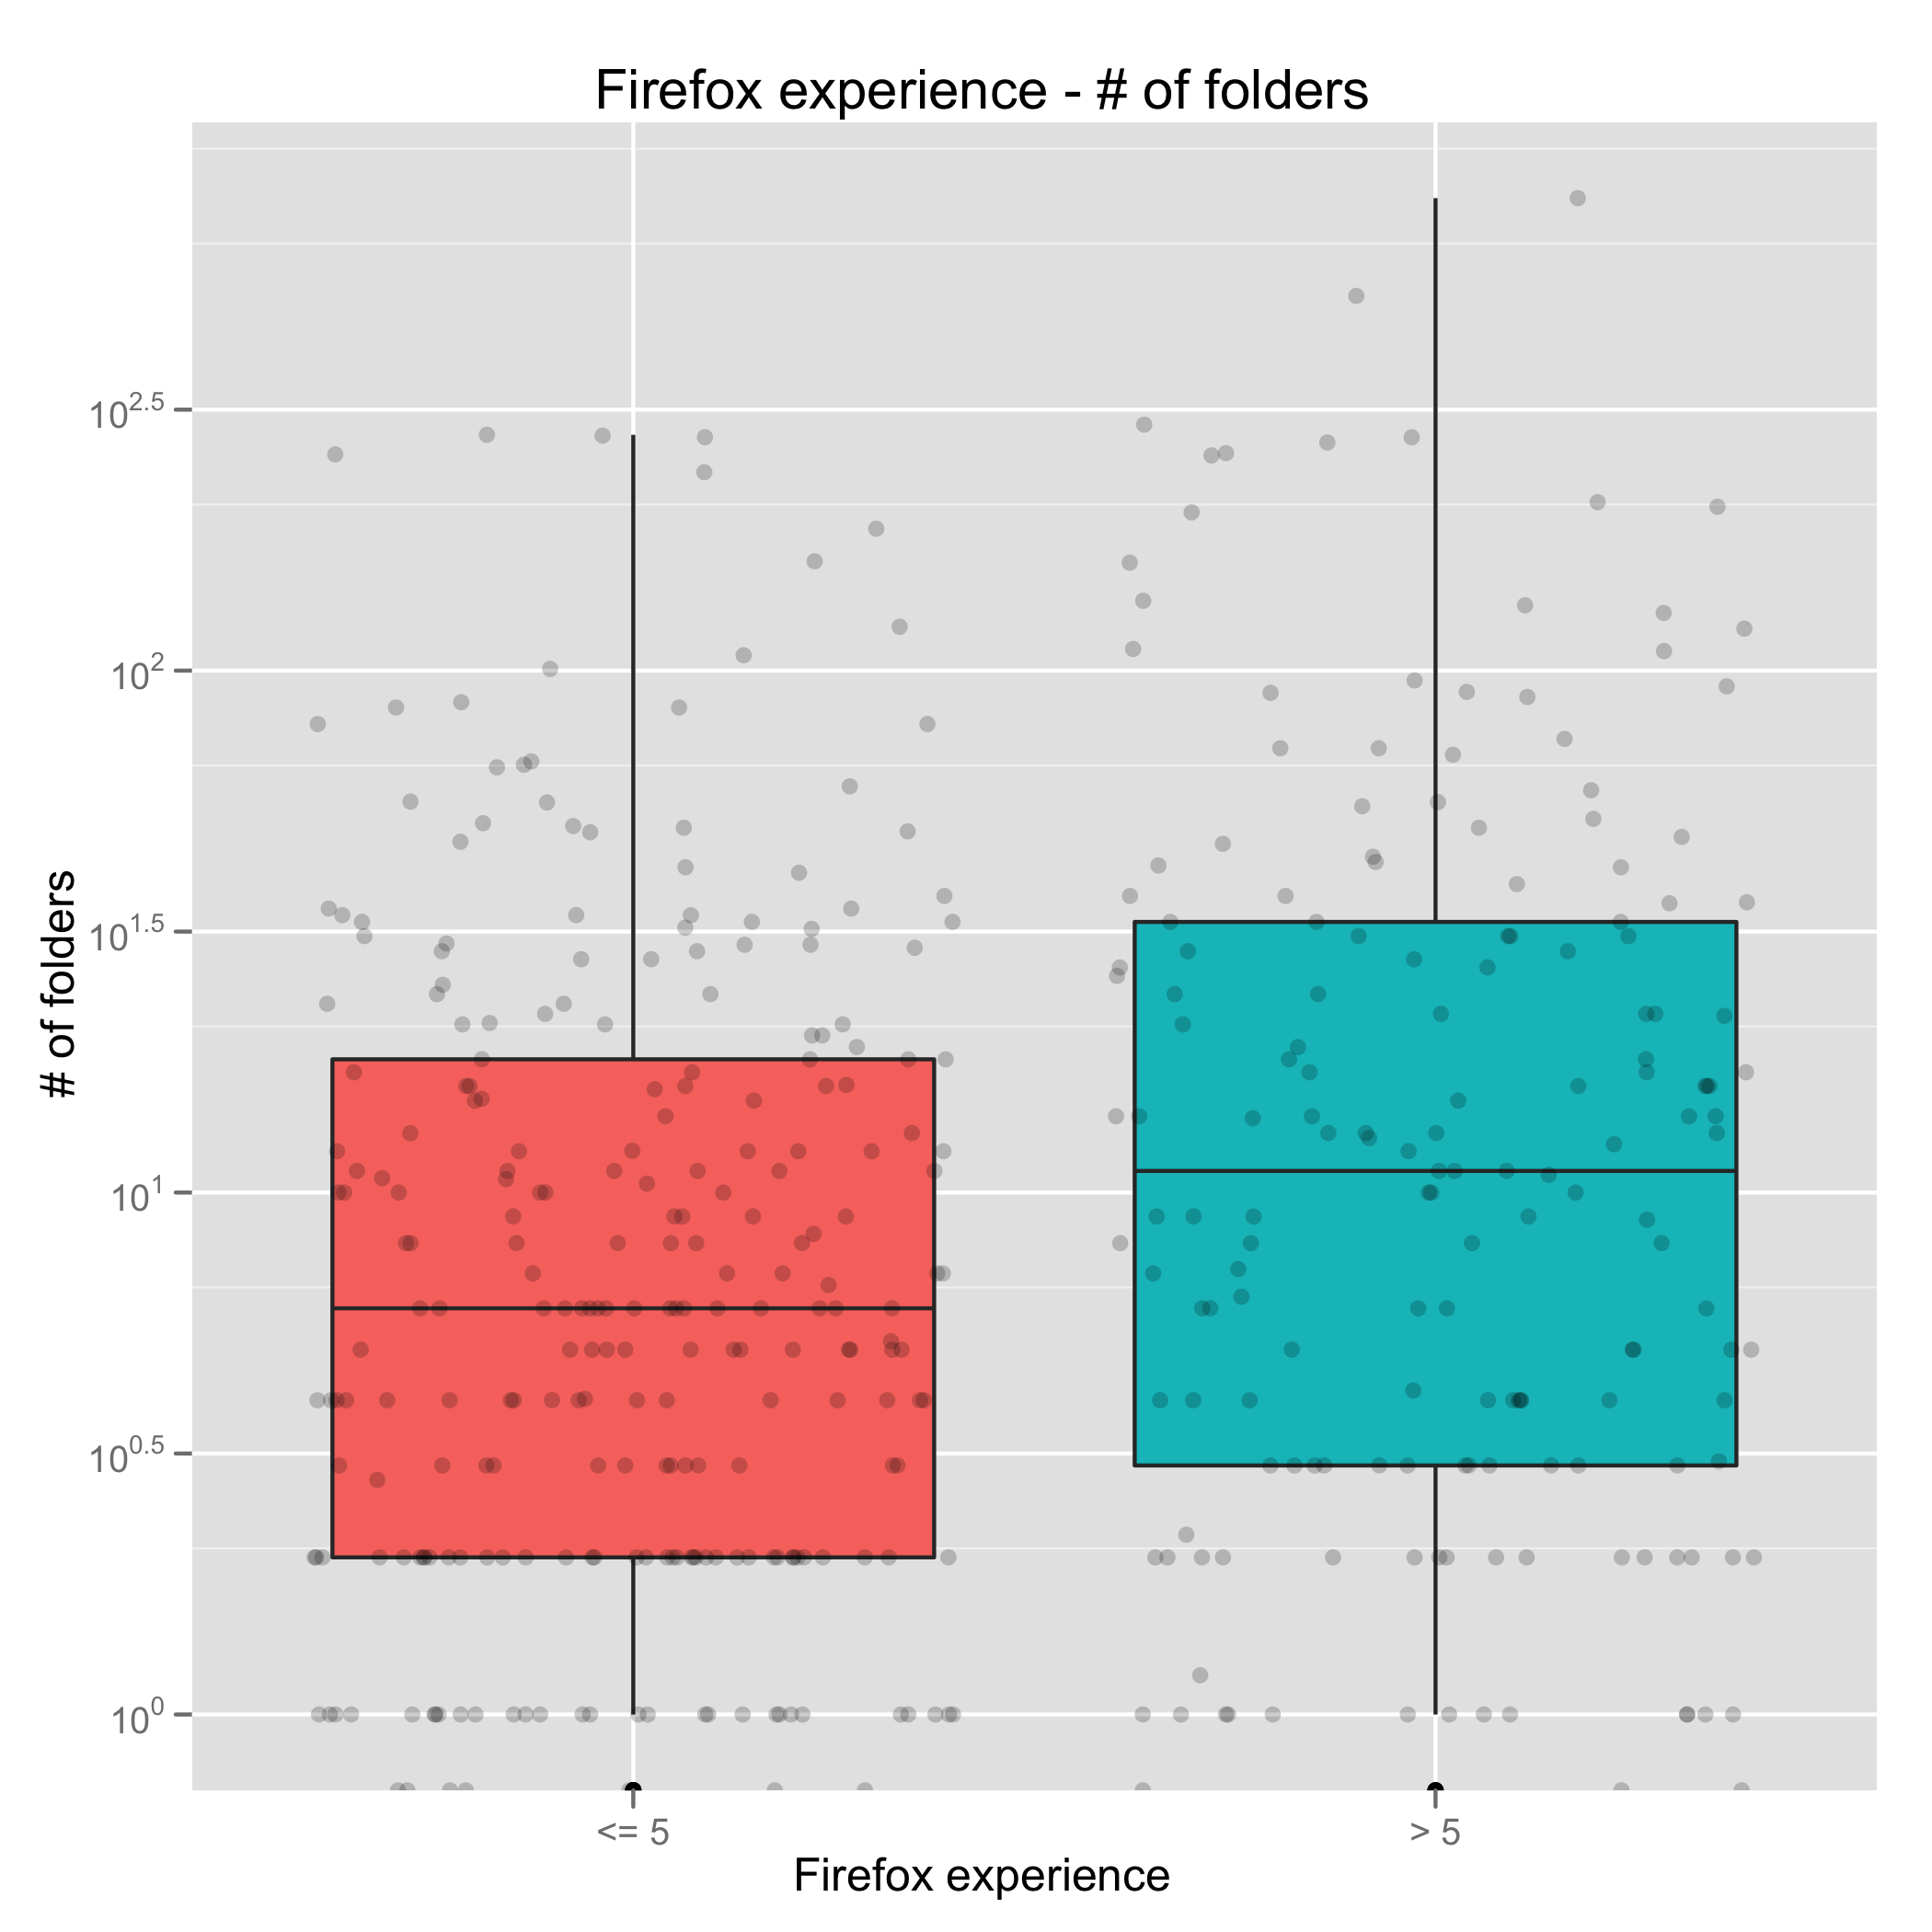 Firefox experience - # of folders
# of folders
10^2.5
10^2
10^1.5
10^1
10^0.5
10^0
<= 5 > 5
Firefox experience